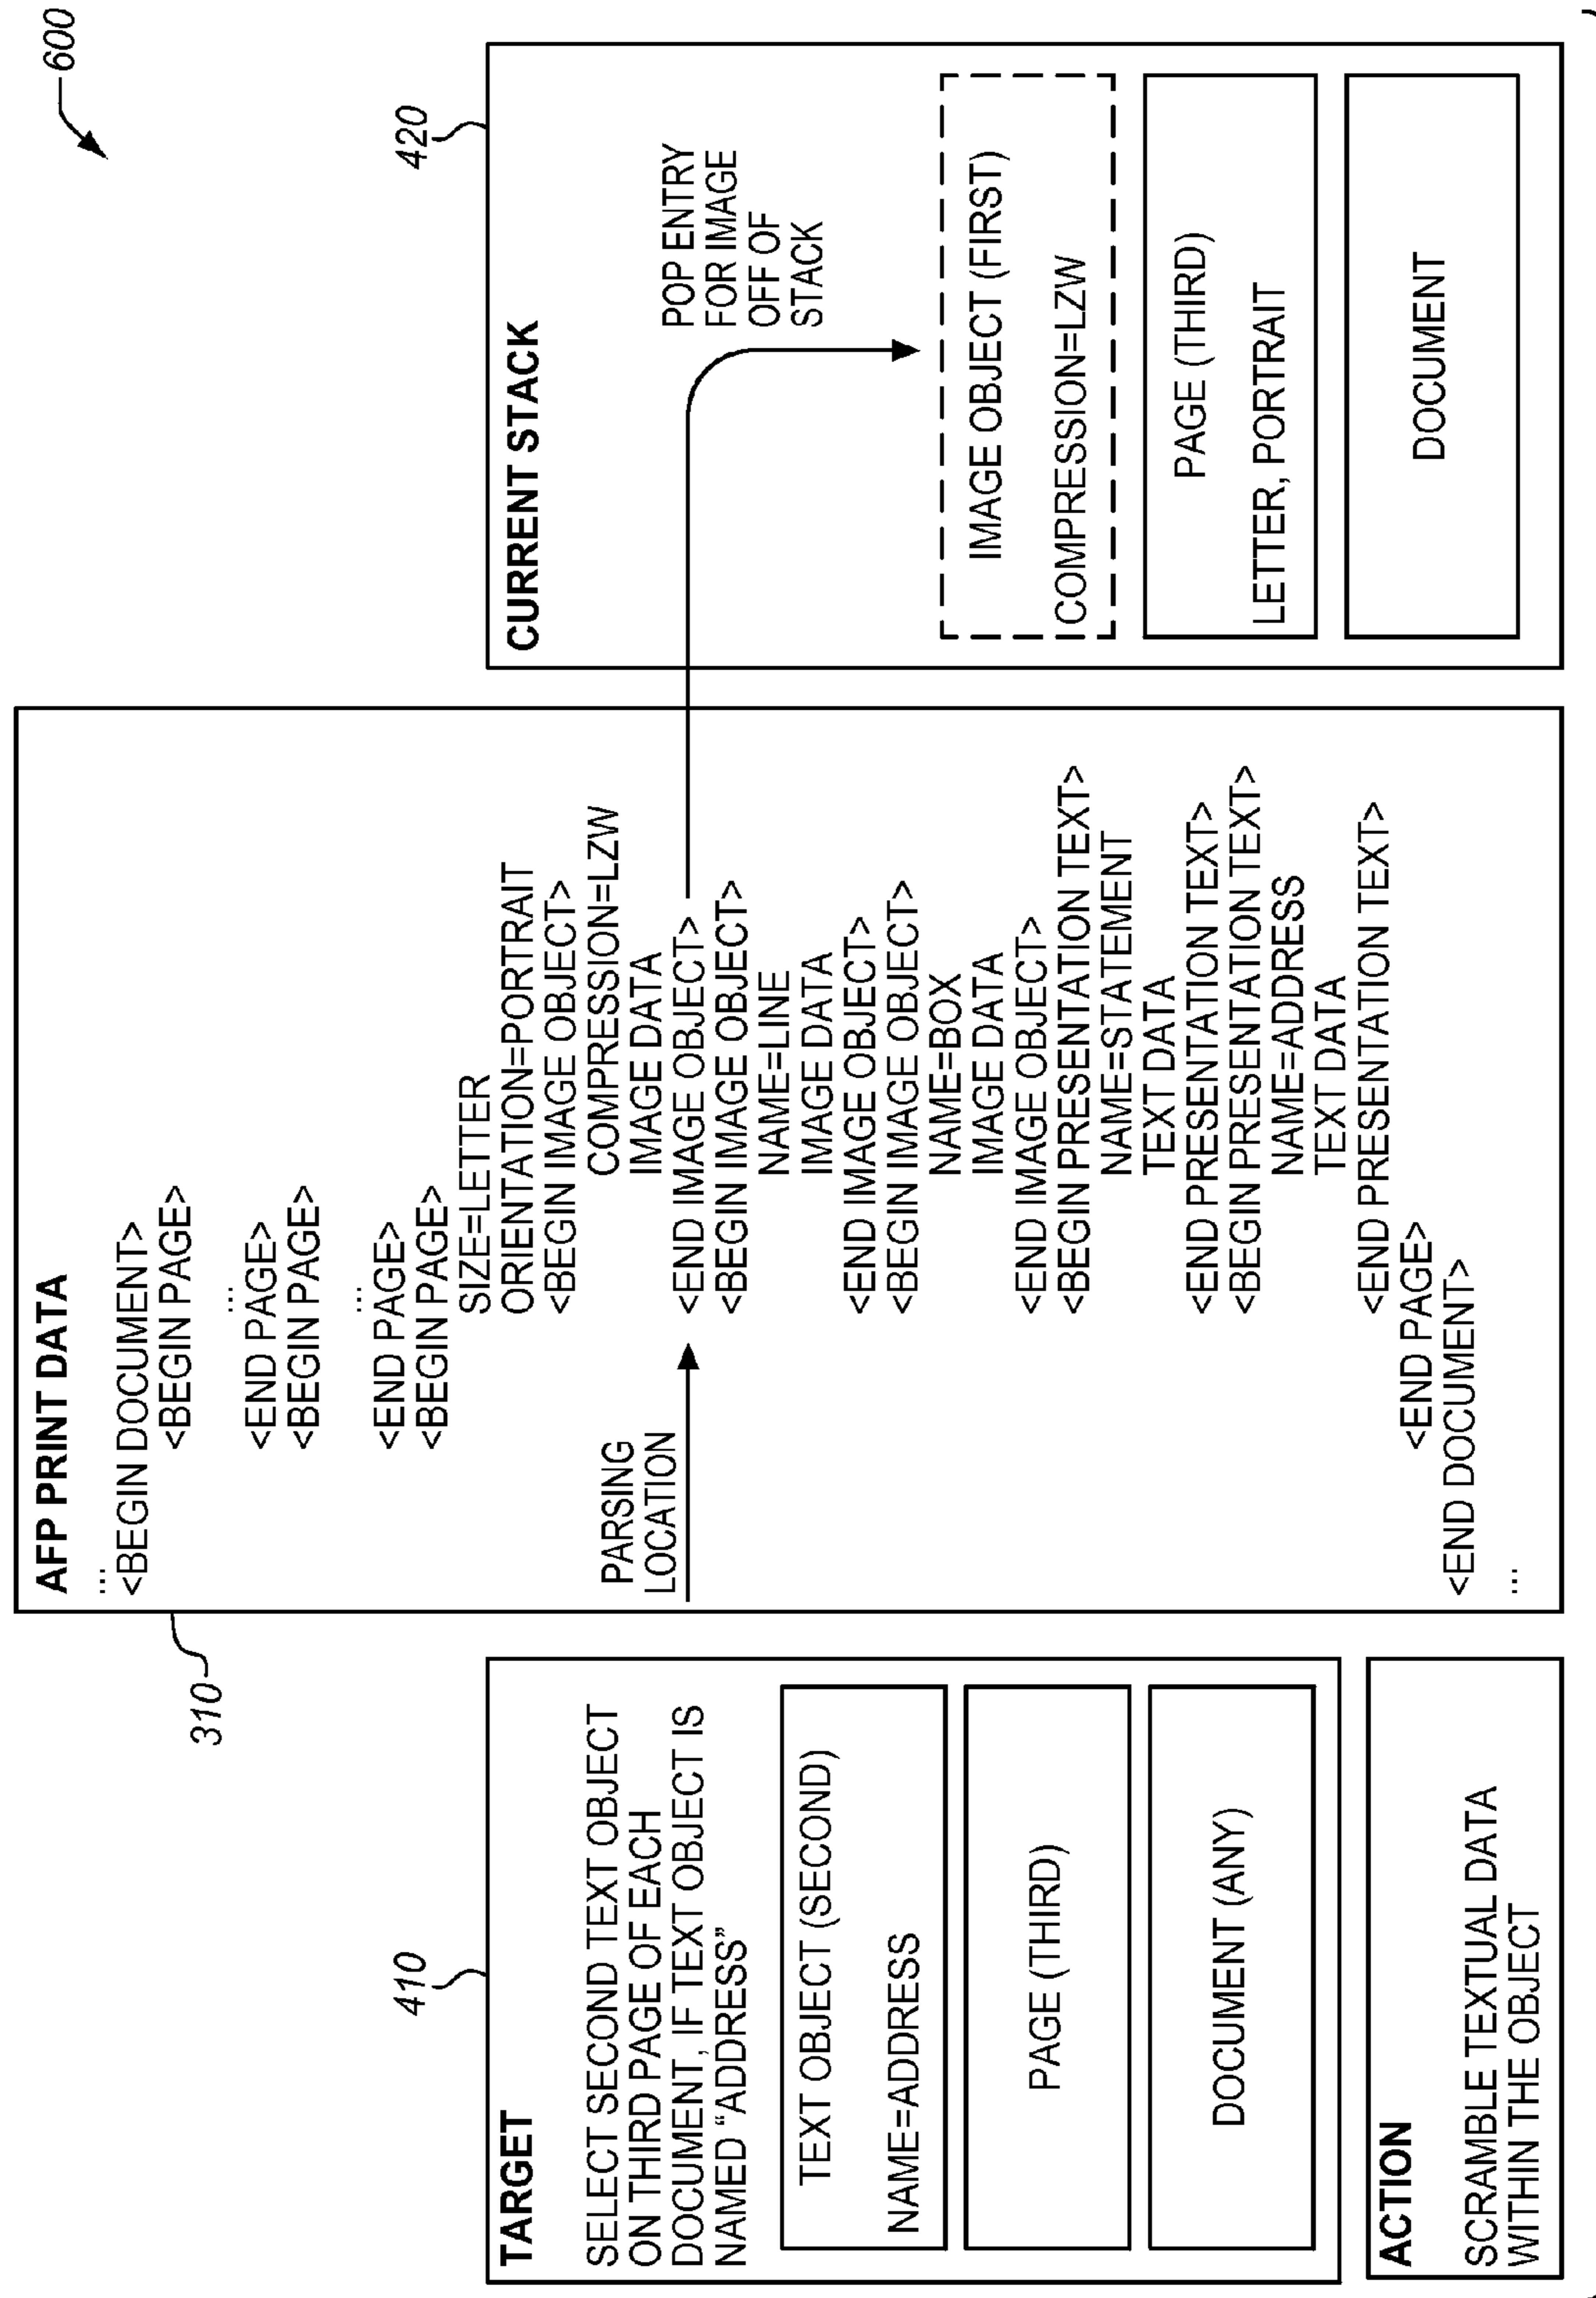 600
310
410
420
TARGET
SELECT SECOND TEXT OBJECT
ON THIRD PAGE OF EACH
DOCUMENT, IF TEXT OBJECT IS
NAMED “ADDRESS”
TEXT OBJECT (SECOND)
NAME=ADDRESS
PAGE (THIRD)
DOCUMENT (ANY)
ACTION
SCRAMBLE TEXTUAL DATA
WITHIN THE OBJECT
AFP PRINT DATA
...
<BEGIN DOCUMENT>
<BEGIN PAGE>
...
<END PAGE>
<BEGIN PAGE>
...
<END PAGE>
<BEGIN PAGE>
SIZE=LETTER
ORIENTATION=PORTRAIT
<BEGIN IMAGE OBJECT>
COMPRESSION=LZW
IMAGE DATA
<END IMAGE OBJECT>
<BEGIN IMAGE OBJECT>
NAME=LINE
IMAGE DATA
<END IMAGE OBJECT>
<BEGIN IMAGE OBJECT>
NAME=BOX
IMAGE DATA
<END IMAGE OBJECT>
<BEGIN PRESENTATION TEXT>
NAME=STATEMENT
TEXT DATA
<END PRESENTATION TEXT>
<BEGIN PRESENTATION TEXT>
NAME=ADDRESS
TEXT DATA
<END PRESENTATION TEXT>
<END PAGE>
<END DOCUMENT>
...
PARSING
LOCATION
CURRENT STACK
POP ENTRY
FOR IMAGE
OFF OF
STACK
IMAGE OBJECT (FIRST)
COMPRESSION=LZW
PAGE (THIRD)
LETTER, PORTRAIT
DOCUMENT